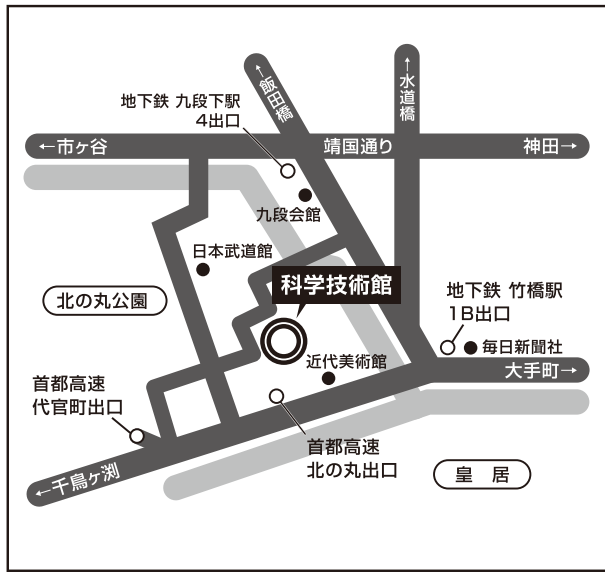 ←飯田橋
←水道橋
地下鉄 九段下駅
4出口
←市ヶ谷
靖国通り
神田→
九段会館
日本武道館
科学技術館
北の丸公園
地下鉄 竹橋駅
1B出口
毎日新聞社
近代美術館
大手町→
首都高速
代官町出口
首都高速
北の丸出口
皇 居
←千鳥ヶ渕